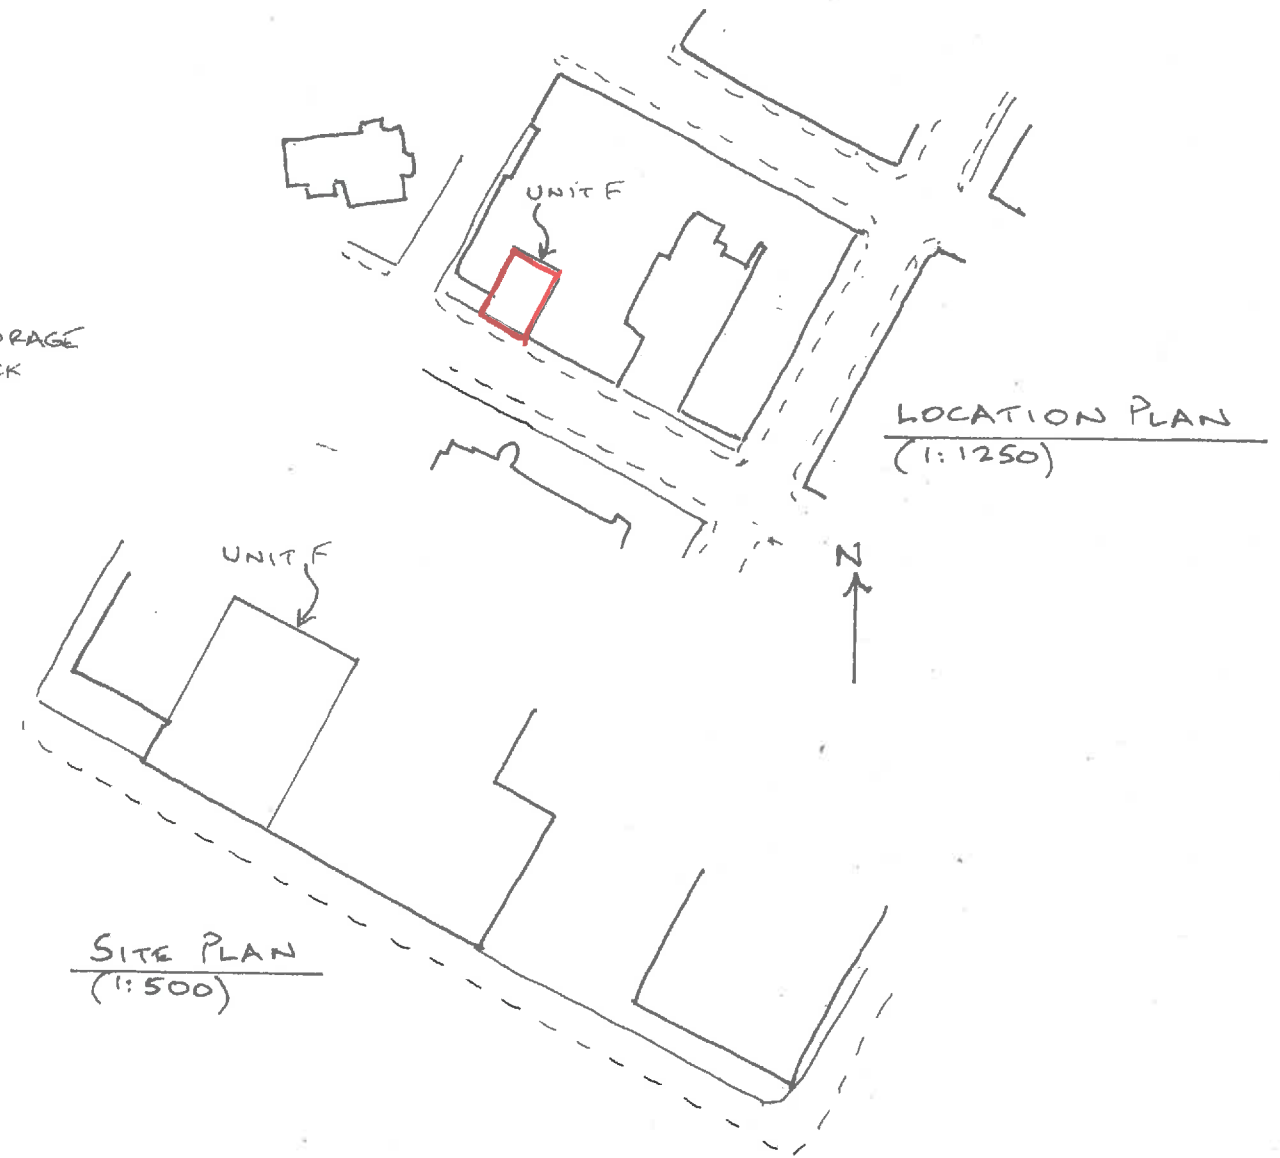 UNIT F
LOCATION PLAN
(1:1250)
N
UNIT F
SITE PLAN
(1:500)